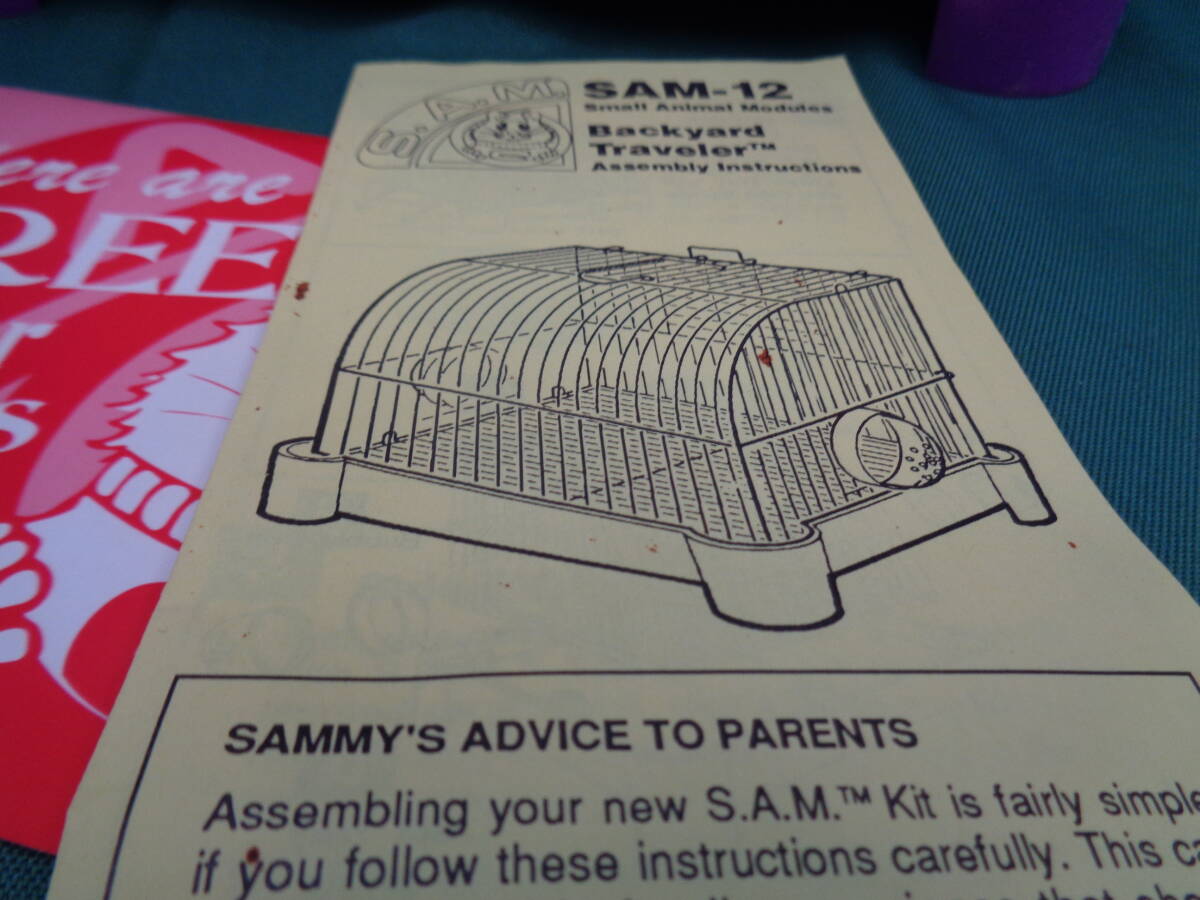 Here are
REE
r
s
S.A.M.
SAM-12
Small Animal Modules
Backyard
Traveler™
Assembly Instructions
SAMMY'S ADVICE TO PARENTS
Assembling your new S.A.M.™ Kit is fairly simple
if you follow these instructions carefully. This ca